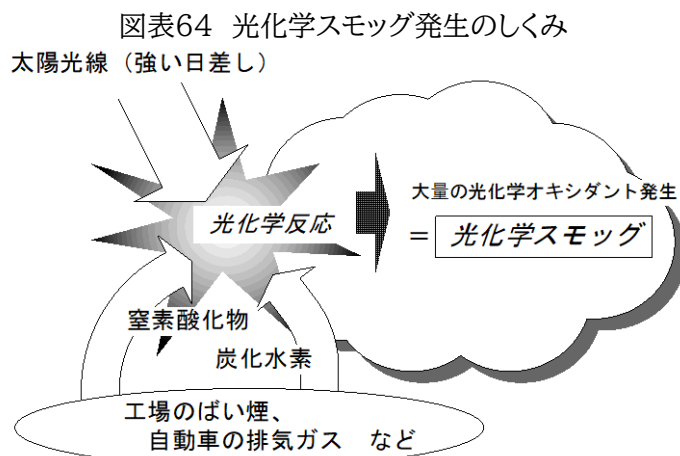 図表64 光化学スモッグ発生のしくみ
太陽光線（強い日差し）
光化学反応
大量の光化学オキシダント発生
＝ 光化学スモッグ
窒素酸化物
炭化水素
工場のばい煙、
自動車の排気ガス　など